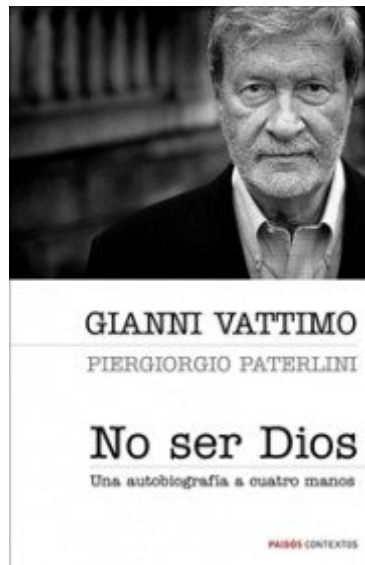 GIANNI VATTIMO
PIERGIORGIO PATERLINI
No ser Dios
Una autobiografía a cuatro manos
PAIDÓS CONTEXTOS